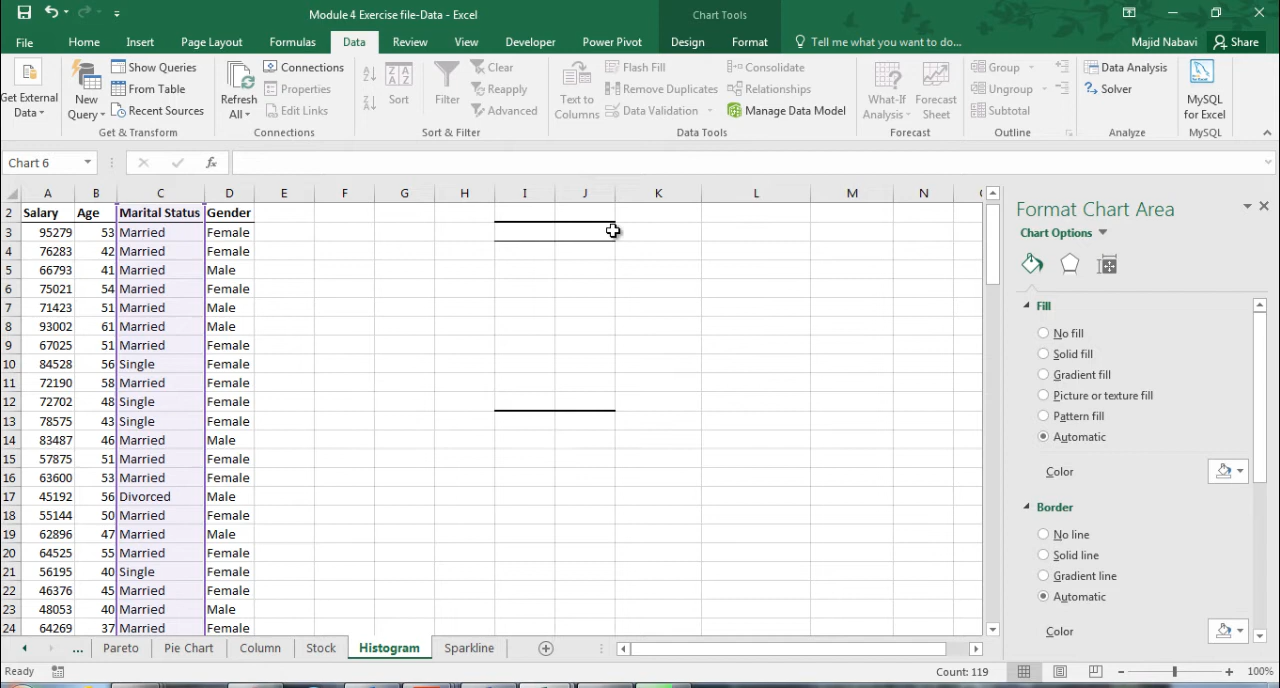 Module 4 Exercise file-Data - Excel
Chart Tools
File Home Insert Page Layout Formulas Data Review View Developer Power Pivot Design Format Tell me what you want to do... Majid Nabavi Share
Get External Data
New Query
Show Queries
From Table
Recent Sources
Get & Transform
Refresh All
Connections
Properties
Edit Links
Connections
Sort
Filter
Clear
Reapply
Advanced
Sort & Filter
Text to Columns
Flash Fill
Remove Duplicates
Data Validation
Consolidate
Relationships
Manage Data Model
Data Tools
What-If Analysis
Forecast Sheet
Forecast
Group
Ungroup
Subtotal
Outline
Data Analysis
Solver
Analyze
MySQL for Excel
MySQL
Chart 6
fx
A B C D E F G H I J K L M N
2 Salary Age Marital Status Gender
3 95279 53 Married Female
4 76283 42 Married Female
5 66793 41 Married Male
6 75021 54 Married Female
7 71423 51 Married Male
8 93002 61 Married Male
9 67025 51 Married Female
10 84528 56 Single Female
11 72190 58 Married Female
12 72702 48 Single Female
13 78575 43 Single Female
14 83487 46 Married Male
15 57875 51 Married Female
16 63600 53 Married Female
17 45192 56 Divorced Male
18 55144 50 Married Female
19 62896 47 Married Male
20 64525 55 Married Female
21 56195 40 Single Female
22 46376 45 Married Female
23 48053 40 Married Male
24 64269 37 Married Female
Format Chart Area
Chart Options
Fill
No fill
Solid fill
Gradient fill
Picture or texture fill
Pattern fill
Automatic
Color
Border
No line
Solid line
Gradient line
Automatic
Color
... Pareto Pie Chart Column Stock Histogram Sparkline
Ready
Count: 119
100%